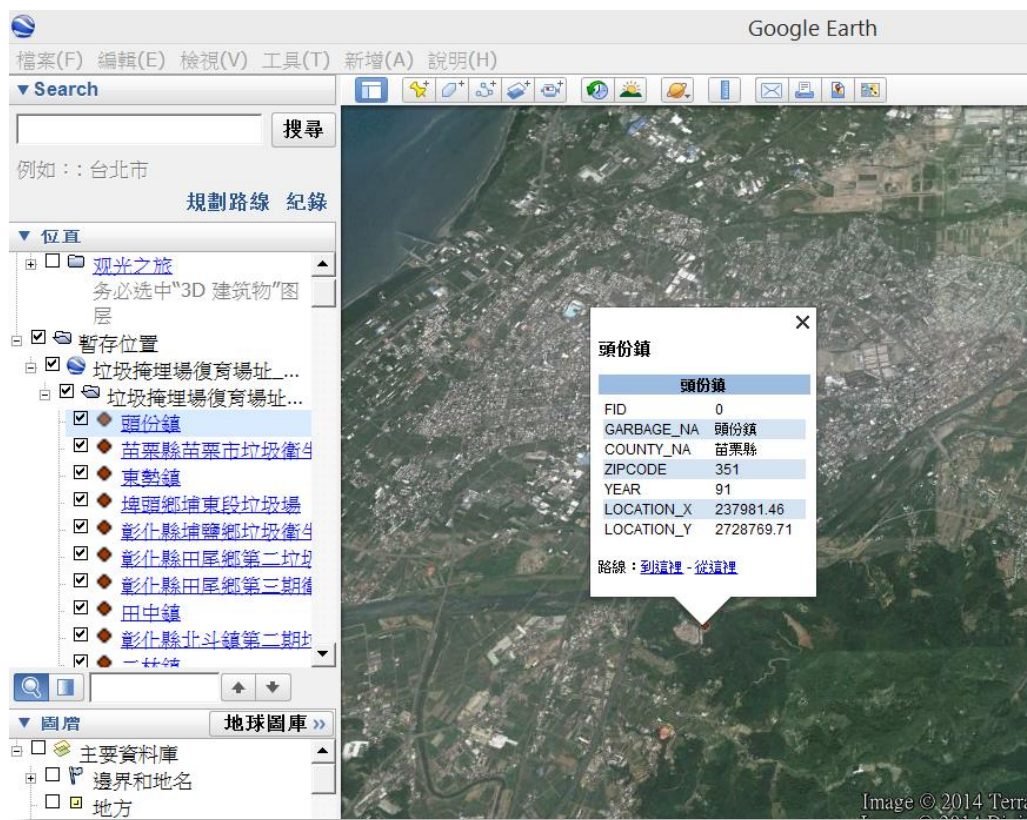 Google Earth
檔案(F) 編輯(E) 檢視(V) 工具(T) 新增(A) 說明(H)
▼ Search
搜尋
例如：: 台北市
規劃路線 紀錄
▼ 位置
观光之旅
务必选中“3D 建筑物”图
层
暫存位置
垃圾掩埋場復育場址_...
垃圾掩埋場復育場址...
頭份鎮
苗栗縣苗栗市垃圾衛生
東勢鎮
埤頭鄉埔東段垃圾場
彰化縣埔鹽鄉垃圾衛生
彰化縣田尾鄉第二垃圾
彰化縣田尾鄉第三期衛
田中鎮
彰化縣北斗鎮第二期垃
二林鎮
▼ 圖層
地球圖庫 »
主要資料庫
邊界和地名
地方
頭份鎮
頭份鎮
FID 0
GARBAGE_NA 頭份鎮
COUNTY_NA 苗栗縣
ZIPCODE 351
YEAR 91
LOCATION_X 237981.46
LOCATION_Y 2728769.71
路線：到這裡 - 從這裡
Image © 2014 Terra